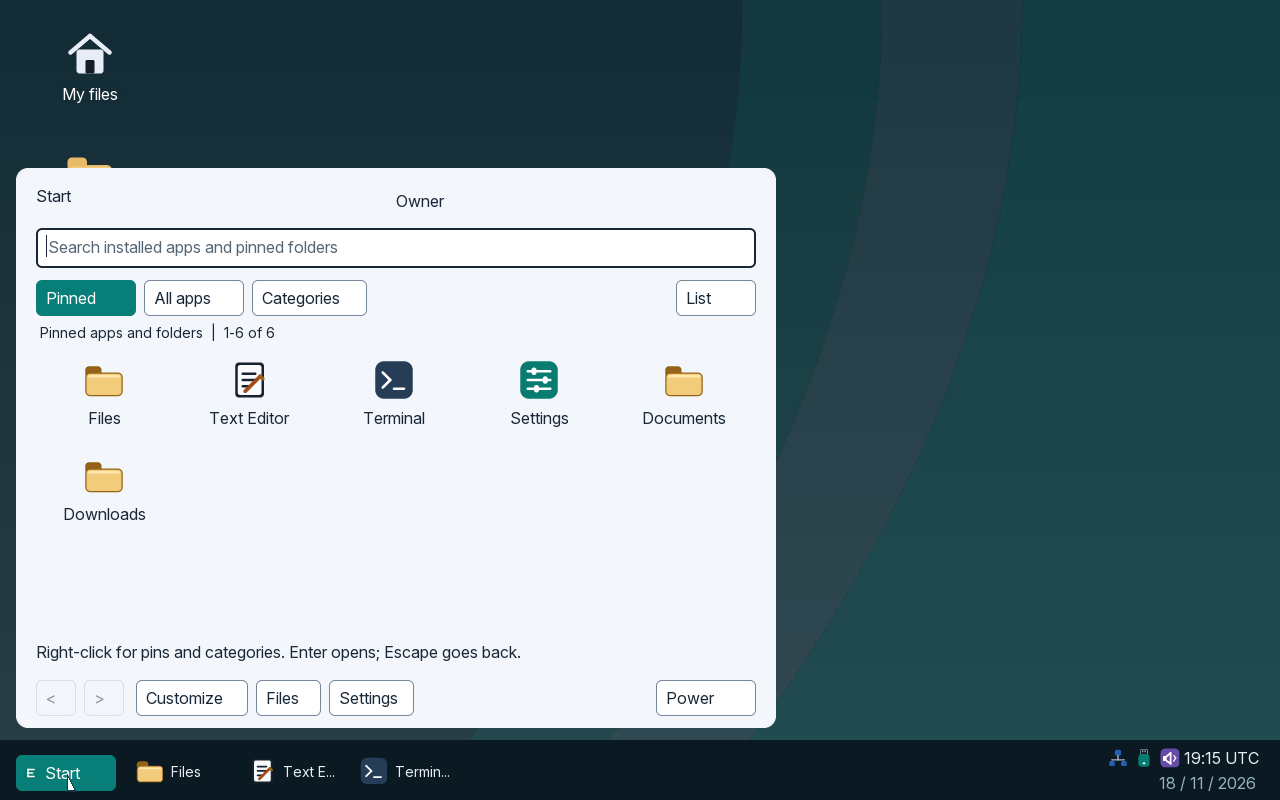 My files
Start
Owner
Search installed apps and pinned folders
Pinned
All apps
Categories
List
Pinned apps and folders | 1-6 of 6
Files
Text Editor
Terminal
Settings
Documents
Downloads
Right-click for pins and categories. Enter opens; Escape goes back.
<
>
Customize
Files
Settings
Power
E Start
Files
Text E...
Termin...
19:15 UTC
18 / 11 / 2026